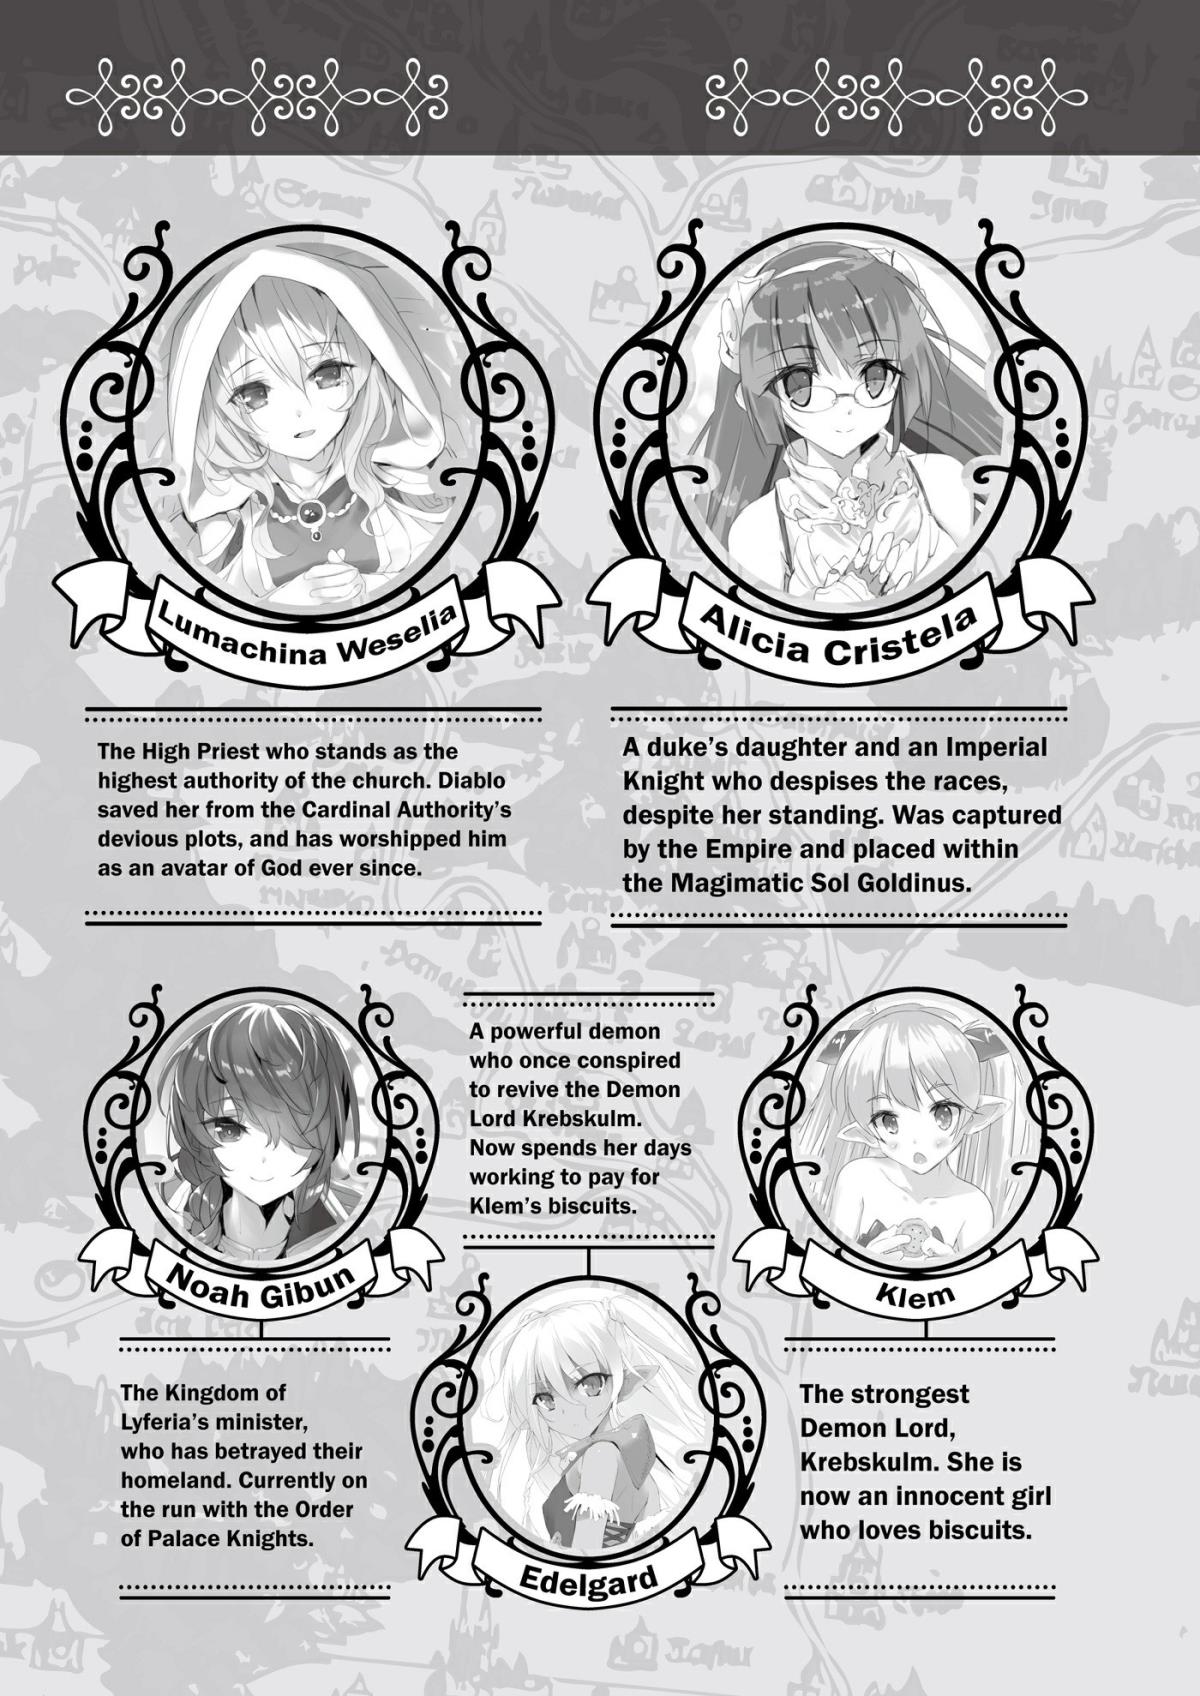 Lumachina Weselia
The High Priest who stands as the
highest authority of the church. Diablo
saved her from the Cardinal Authority's
devious plots, and has worshipped him
as an avatar of God ever since.
Alicia Cristela
A duke's daughter and an Imperial
Knight who despises the races,
despite her standing. Was captured
by the Empire and placed within
the Magimatic Sol Goldinus.
Noah Gibun
The Kingdom of
Lyferia's minister,
who has betrayed their
homeland. Currently on
the run with the Order
of Palace Knights.
A powerful demon
who once conspired
to revive the Demon
Lord Krebskulm.
Now spends her days
working to pay for
Klem's biscuits.
Edelgard
Klem
The strongest
Demon Lord,
Krebskulm. She is
now an innocent girl
who loves biscuits.